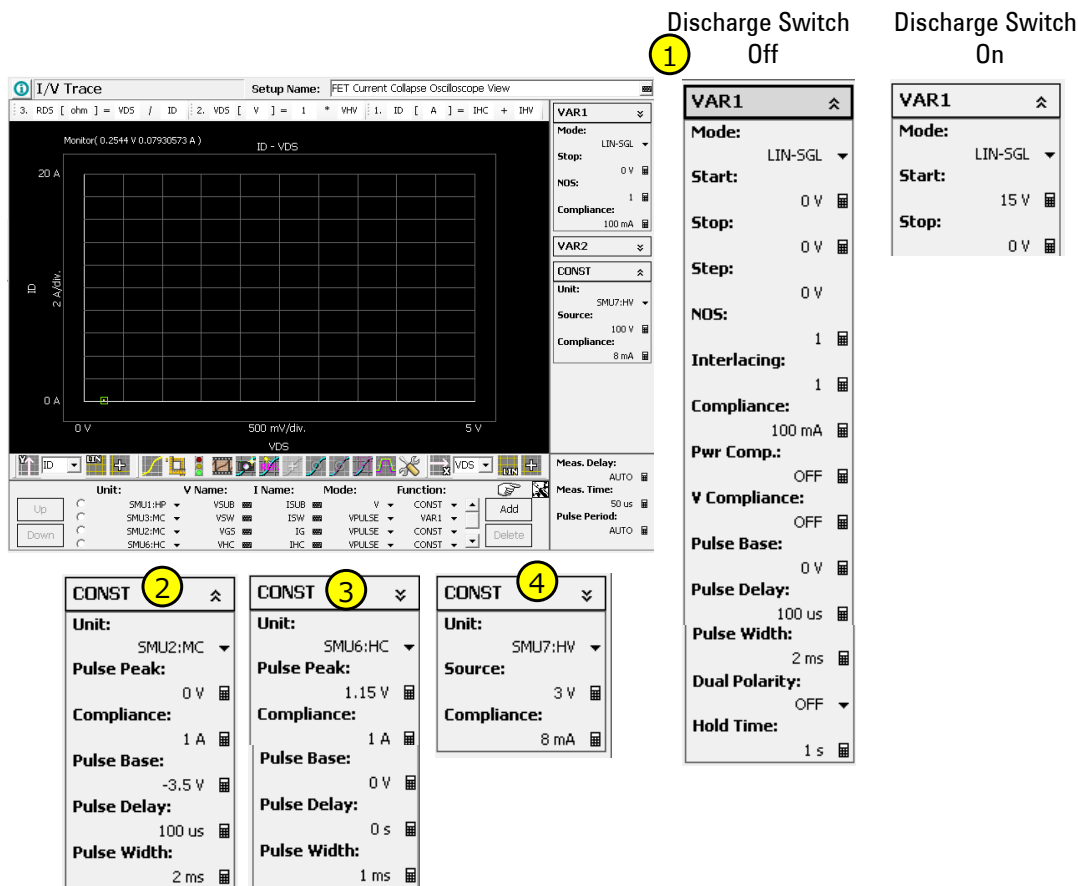 Discharge Switch
Off
Discharge Switch
On
1
I/V Trace
Setup Name:
FET Current Collapse Oscilloscope View
3. RDS [ ohm ] = VDS / ID
2. VDS [ V ] = 1 * VHV
1. ID [ A ] = IHC + IHV
Monitor( 0.2544 V 0.07930573 A )
ID - VDS
20 A
ID
2 A/div.
0 A
0 V
500 mV/div.
5 V
VDS
VAR1
Mode:
LIN-SGL
Stop:
0 V
NOS:
1
Compliance:
100 mA
VAR2
CONST
Unit:
SMU7:HV
Source:
100 V
Compliance:
8 mA
Y
ID
LIN
X
VDS
LIN
Meas. Delay:
AUTO
Meas. Time:
50 us
Pulse Period:
AUTO
Unit: V Name: I Name: Mode: Function:
SMU1:HP VSUB ISUB V CONST
SMU3:MC VSW ISW VPULSE VAR1
SMU2:MC VGS IG VPULSE CONST
SMU6:HC VHC IHC VPULSE CONST
Up
Down
Add
Delete
VAR1
Mode:
LIN-SGL
Start:
0 V
Stop:
0 V
Step:
0 V
NOS:
1
Interlacing:
1
Compliance:
100 mA
Pwr Comp.:
OFF
V Compliance:
OFF
Pulse Base:
0 V
Pulse Delay:
100 us
Pulse Width:
2 ms
Dual Polarity:
OFF
Hold Time:
1 s
VAR1
Mode:
LIN-SGL
Start:
15 V
Stop:
0 V
CONST
2
Unit:
SMU2:MC
Pulse Peak:
0 V
Compliance:
1 A
Pulse Base:
-3.5 V
Pulse Delay:
100 us
Pulse Width:
2 ms
CONST
3
Unit:
SMU6:HC
Pulse Peak:
1.15 V
Compliance:
1 A
Pulse Base:
0 V
Pulse Delay:
0 s
Pulse Width:
1 ms
CONST
4
Unit:
SMU7:HV
Source:
3 V
Compliance:
8 mA